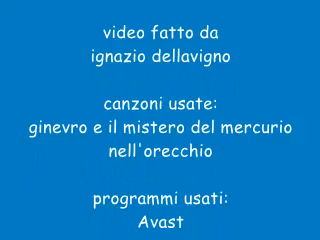 video fatto da
ignazio dellavigno
canzoni usate:
ginevro e il mistero del mercurio
nell'orecchio
programmi usati:
Avast